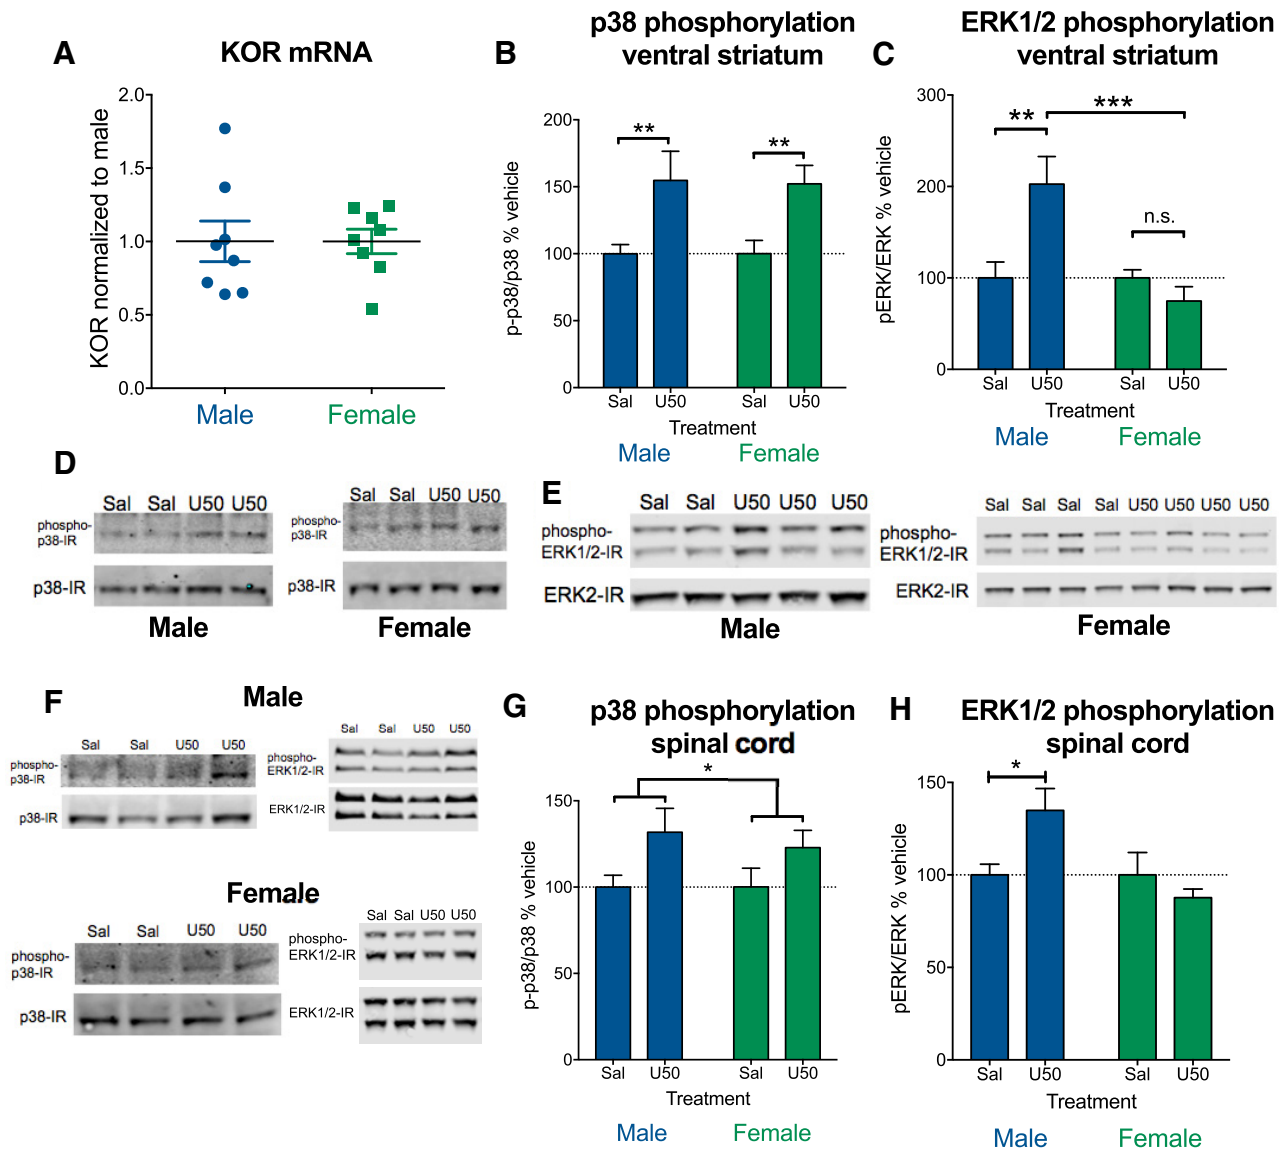 A
KOR mRNA
KOR normalized to male
2.0
1.5
1.0
0.5
0.0
Male
Female
B
p38 phosphorylation
ventral striatum
p-p38/p38 % vehicle
200
150
100
50
0
**
**
Sal U50 Sal U50
Treatment
Male Female
C
ERK1/2 phosphorylation
ventral striatum
pERK/ERK % vehicle
300
200
100
0
**
***
n.s.
Sal U50 Sal U50
Treatment
Male Female
D
Sal Sal U50 U50
phospho-
p38-IR
p38-IR
Male
Sal Sal U50 U50
phospho-
p38-IR
p38-IR
Female
E
Sal Sal U50 U50 U50
phospho-
ERK1/2-IR
ERK2-IR
Male
Sal Sal Sal Sal U50 U50 U50 U50
phospho-
ERK1/2-IR
ERK2-IR
Female
F
Male
Sal Sal U50 U50
phospho-
p38-IR
p38-IR
Sal Sal U50 U50
phospho-
ERK1/2-IR
ERK1/2-IR
Female
Sal Sal U50 U50
phospho-
p38-IR
p38-IR
Sal Sal U50 U50
phospho-
ERK1/2-IR
ERK1/2-IR
G
p38 phosphorylation
spinal cord
p-p38/p38 % vehicle
150
100
50
0
*
Sal U50 Sal U50
Treatment
Male Female
H
ERK1/2 phosphorylation
spinal cord
pERK/ERK % vehicle
150
100
50
0
*
Sal U50 Sal U50
Treatment
Male Female